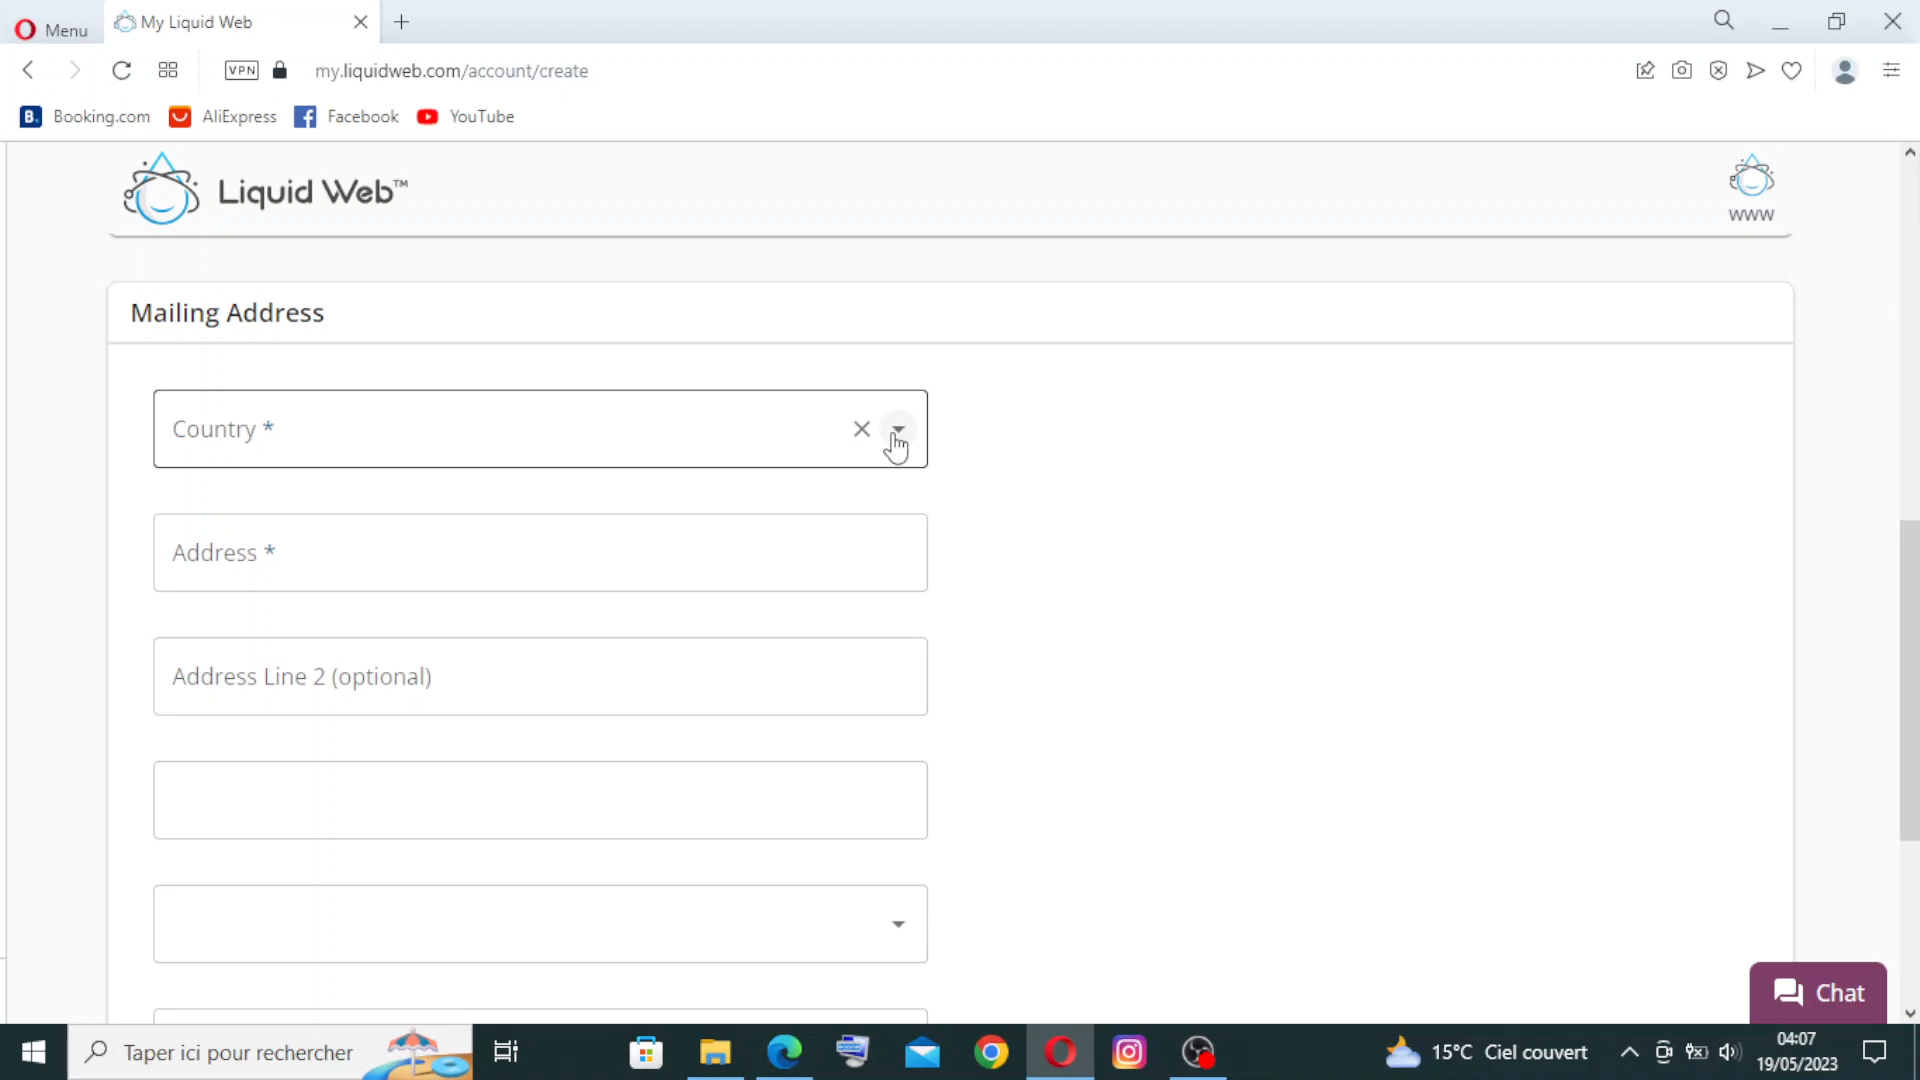 Menu
My Liquid Web
VPN
my.liquidweb.com/account/create
B.
Booking.com
AliExpress
Facebook
YouTube
Liquid Web™
WWW
Mailing Address
Country *
Address *
Address Line 2 (optional)
Chat
Taper ici pour rechercher
15°C Ciel couvert
04:07
19/05/2023